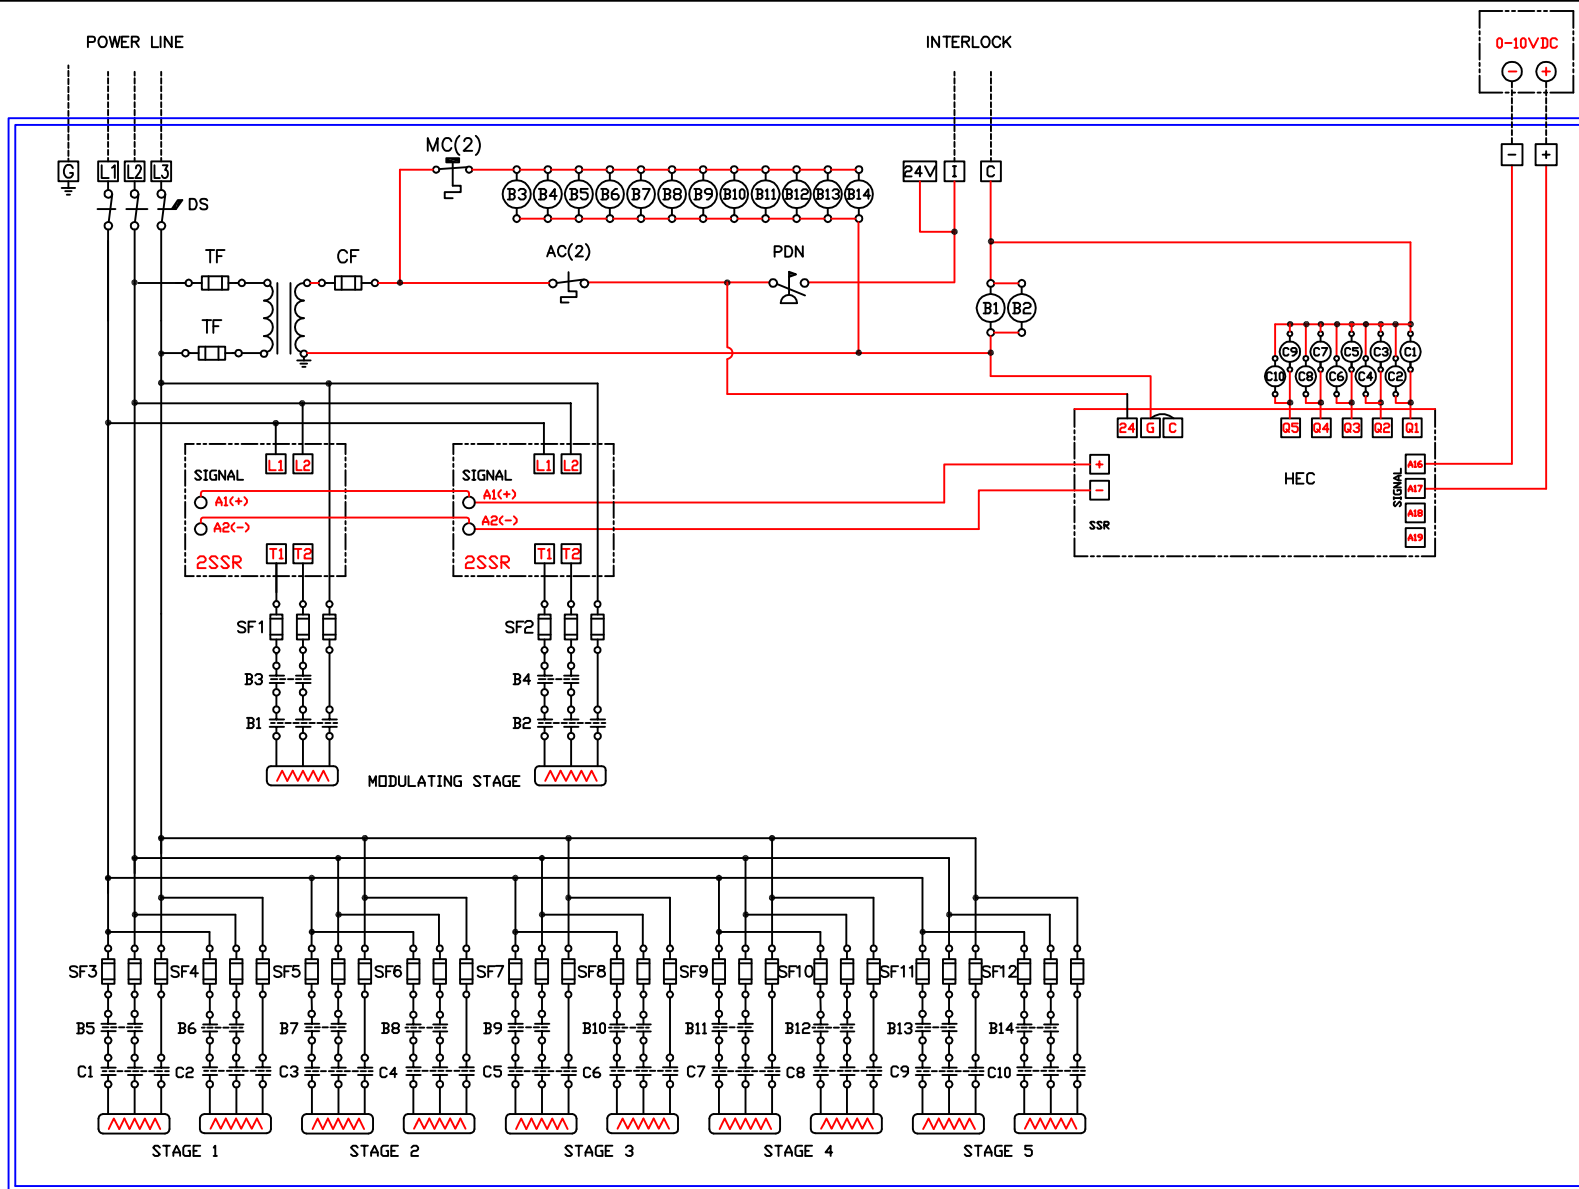 POWER LINE
INTERLOCK
0-10VDC
- +
MC(2)
G L1 L2 L3
24V I C
- +
DS
B3 B4 B5 B6 B7 B8 B9 B10 B11 B12 B13 B14
TF CF AC(2) PDN
B1 B2
TF
C9 C7 C5 C3 C1
C10 C8 C6 C4 C2
24 G C Q5 Q4 Q3 Q2 Q1
SIGNAL L1 L2
SIGNAL L1 L2
+ HEC SIGNAL A16
A1(+) A1(+)
- A17
A2(-) A2(-)
SSR A18
A19
2SSR T1 T2
2SSR T1 T2
SF1 SF2
B3 B4
B1 B2
MODULATING STAGE
SF3 SF4 SF5 SF6 SF7 SF8 SF9 SF10 SF11 SF12
B5 B6 B7 B8 B9 B10 B11 B12 B13 B14
C1 C2 C3 C4 C5 C6 C7 C8 C9 C10
STAGE 1 STAGE 2 STAGE 3 STAGE 4 STAGE 5